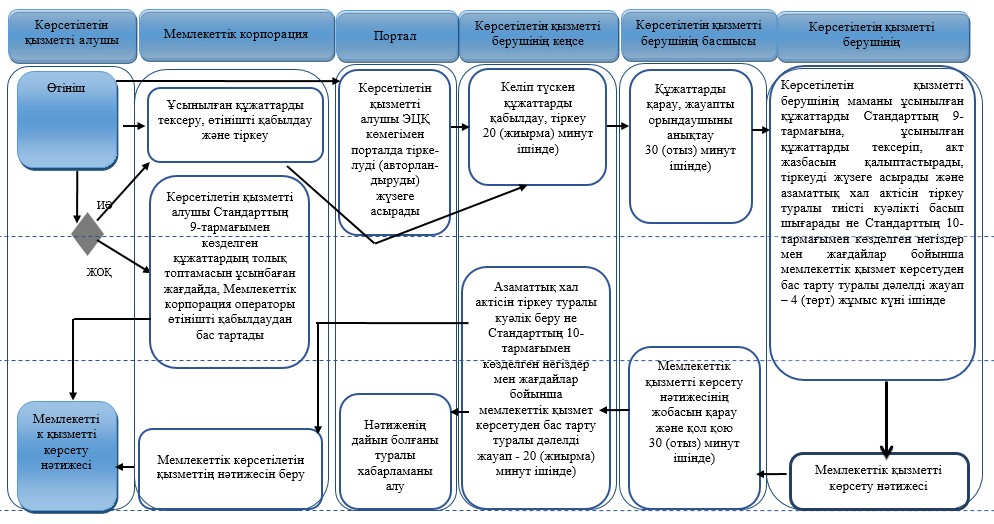 Көрсетілетін
қызметті алушы
Мемлекеттік корпорация
Портал
Көрсетілетін қызметті
берушінің кеңсе
Көрсетілетін қызметті
берушінің басшысы
Көрсетілетін қызметті
берушінің
Өтініш
ИӘ
ЖОҚ
Мемлекетті
к қызметті
көрсету
нәтижесі
Ұсынылған құжаттарды
тексеру, өтінішті қабылдау
және тіркеу
Көрсетілетін қызметті
алушы Стандарттың
9-тармағымен
көзделген
құжаттардың толық
топтамасын ұсынбаған
жағдайда, Мемлекеттік
корпорация операторы
өтінішті қабылдаудан
бас тартады
Мемлекеттік көрсетілетін
қызметтің нәтижесін беру
Көрсетілетін
қызметті
алушы ЭЦҚ
көмегімен
порталда тірке-
луді (авторлан-
дыруды)
жүзеге
асырады
Нәтиженің
дайын болғаны
туралы
хабарламаны
алу
Келіп түскен
құжаттарды
қабылдау, тіркеу
20 (жиырма) минут
ішінде)
Азаматтық хал
актісін тіркеу туралы
куәлік беру не
Стандарттың 10-
тармағымен
көзделген негіздер
мен жағдайлар
бойынша
мемлекеттік қызмет
көрсетуден бас тарту
туралы дәлелді
жауап - 20 (жиырма)
минут ішінде)
Құжаттарды
қарау, жауапты
орындаушыны
анықтау
30 (отыз) минут
ішінде)
Мемлекеттік
қызметті көрсету
нәтижесінің
жобасын қарау
және қол қою
30 (отыз) минут
ішінде)
Көрсетілетін қызметті
берушінің маманы ұсынылған
құжаттарды Стандарттың 9-
тармағына, ұсынылған
құжаттарды тексеріп, акт
жазбасын қалыптастырады,
тіркеуді жүзеге асырады және
азаматтық хал актісін тіркеу
туралы тиісті куәлікті басып
шығарады не Стандарттың 10-
тармағымен көзделген негіздер
мен жағдайлар бойынша
мемлекеттік қызмет көрсетуден
бас тарту туралы дәлелді жауап
– 4 (төрт) жұмыс күні ішінде
Мемлекеттік қызметті
көрсету нәтижесі